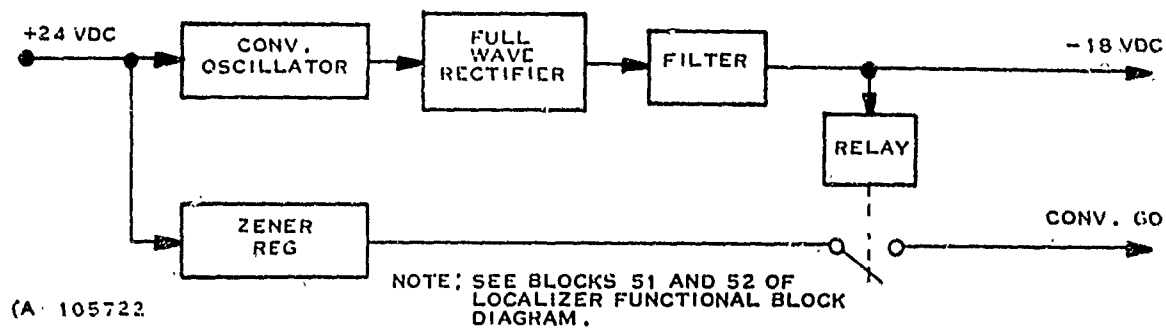 +24 VDC
CONV.
OSCILLATOR
FULL
WAVE
RECTIFIER
FILTER
-18 VDC
RELAY
ZENER
REG
CONV. GO
NOTE: SEE BLOCKS 51 AND 52 OF
LOCALIZER FUNCTIONAL BLOCK
DIAGRAM.
(A 105722